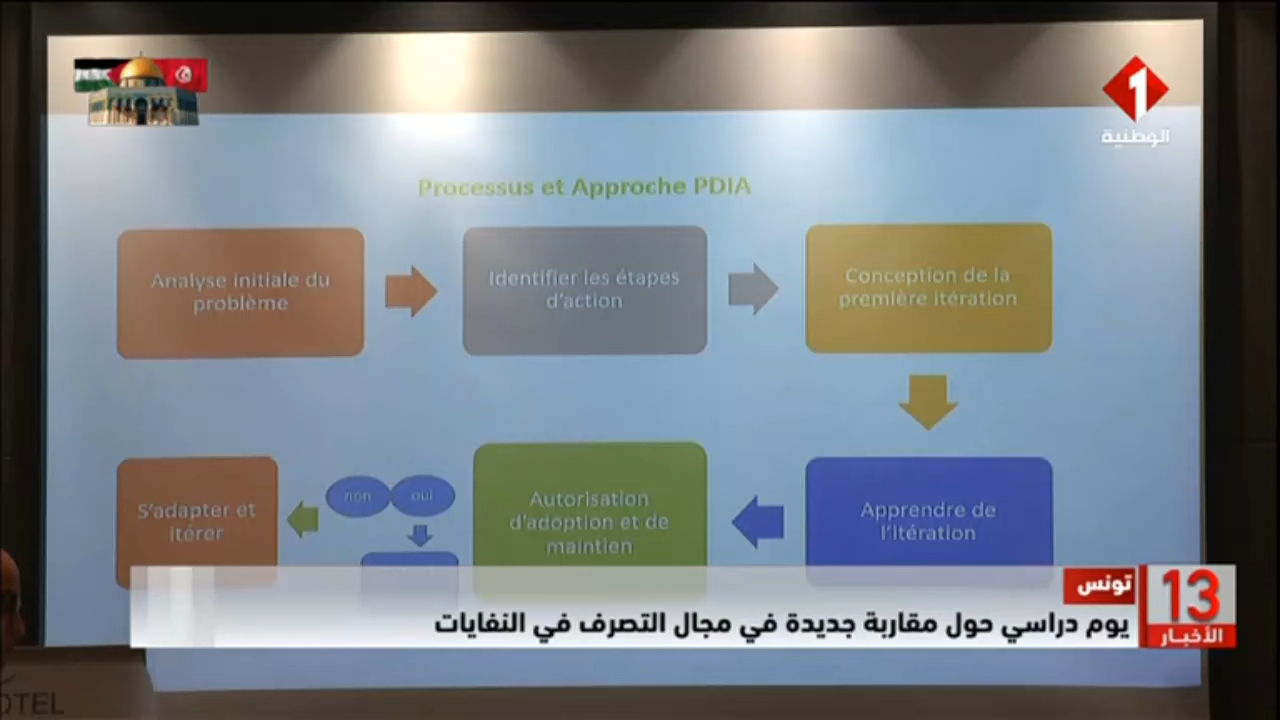 1
الوطنية
Processus et Approche PDIA
Analyse initiale du
problème
Identifier les étapes
d'action
Conception de la
première itération
S'adapter et
itérer
non
oui
Autorisation
d'adoption et de
maintien
Apprendre de
l'itération
تونس
13
الأخبار
يوم دراسي حول مقاربة جديدة في مجال التصرف في النفايات
OTEL